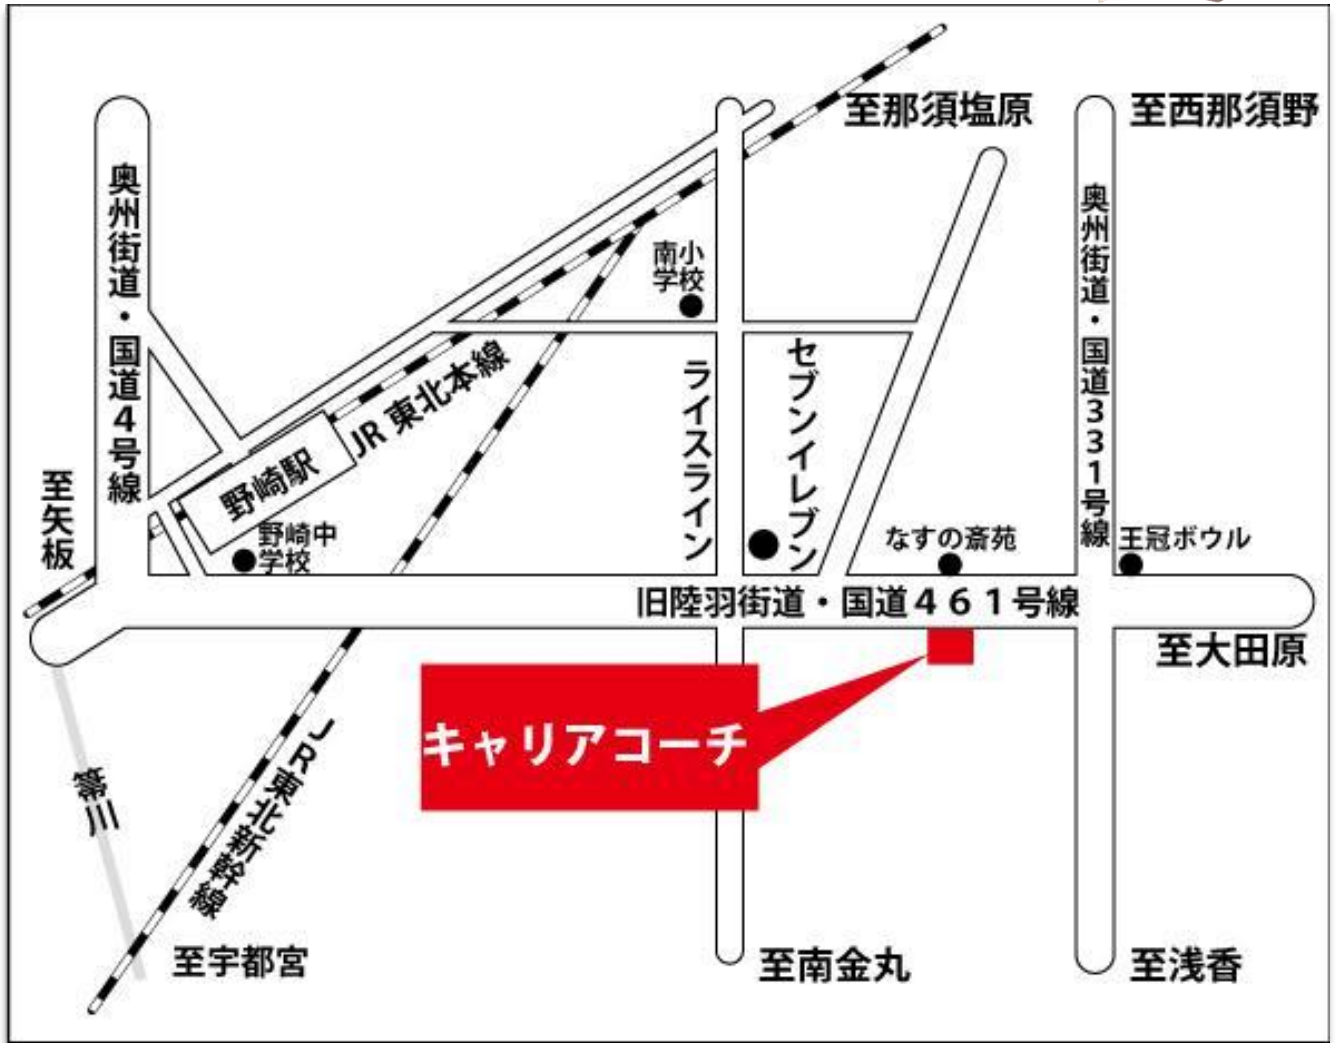 至那須塩原
至西那須野
奥州街道・国道４号線
奥州街道・国道３３１号線
南小
学校
セブンイレブン
ライスライン
JR 東北本線
野崎駅
至矢板
野崎中
学校
なすの斎苑
王冠ボウル
旧陸羽街道・国道４６１号線
至大田原
キャリアコーチ
ＪＲ東北新幹線
箒川
至宇都宮
至南金丸
至浅香